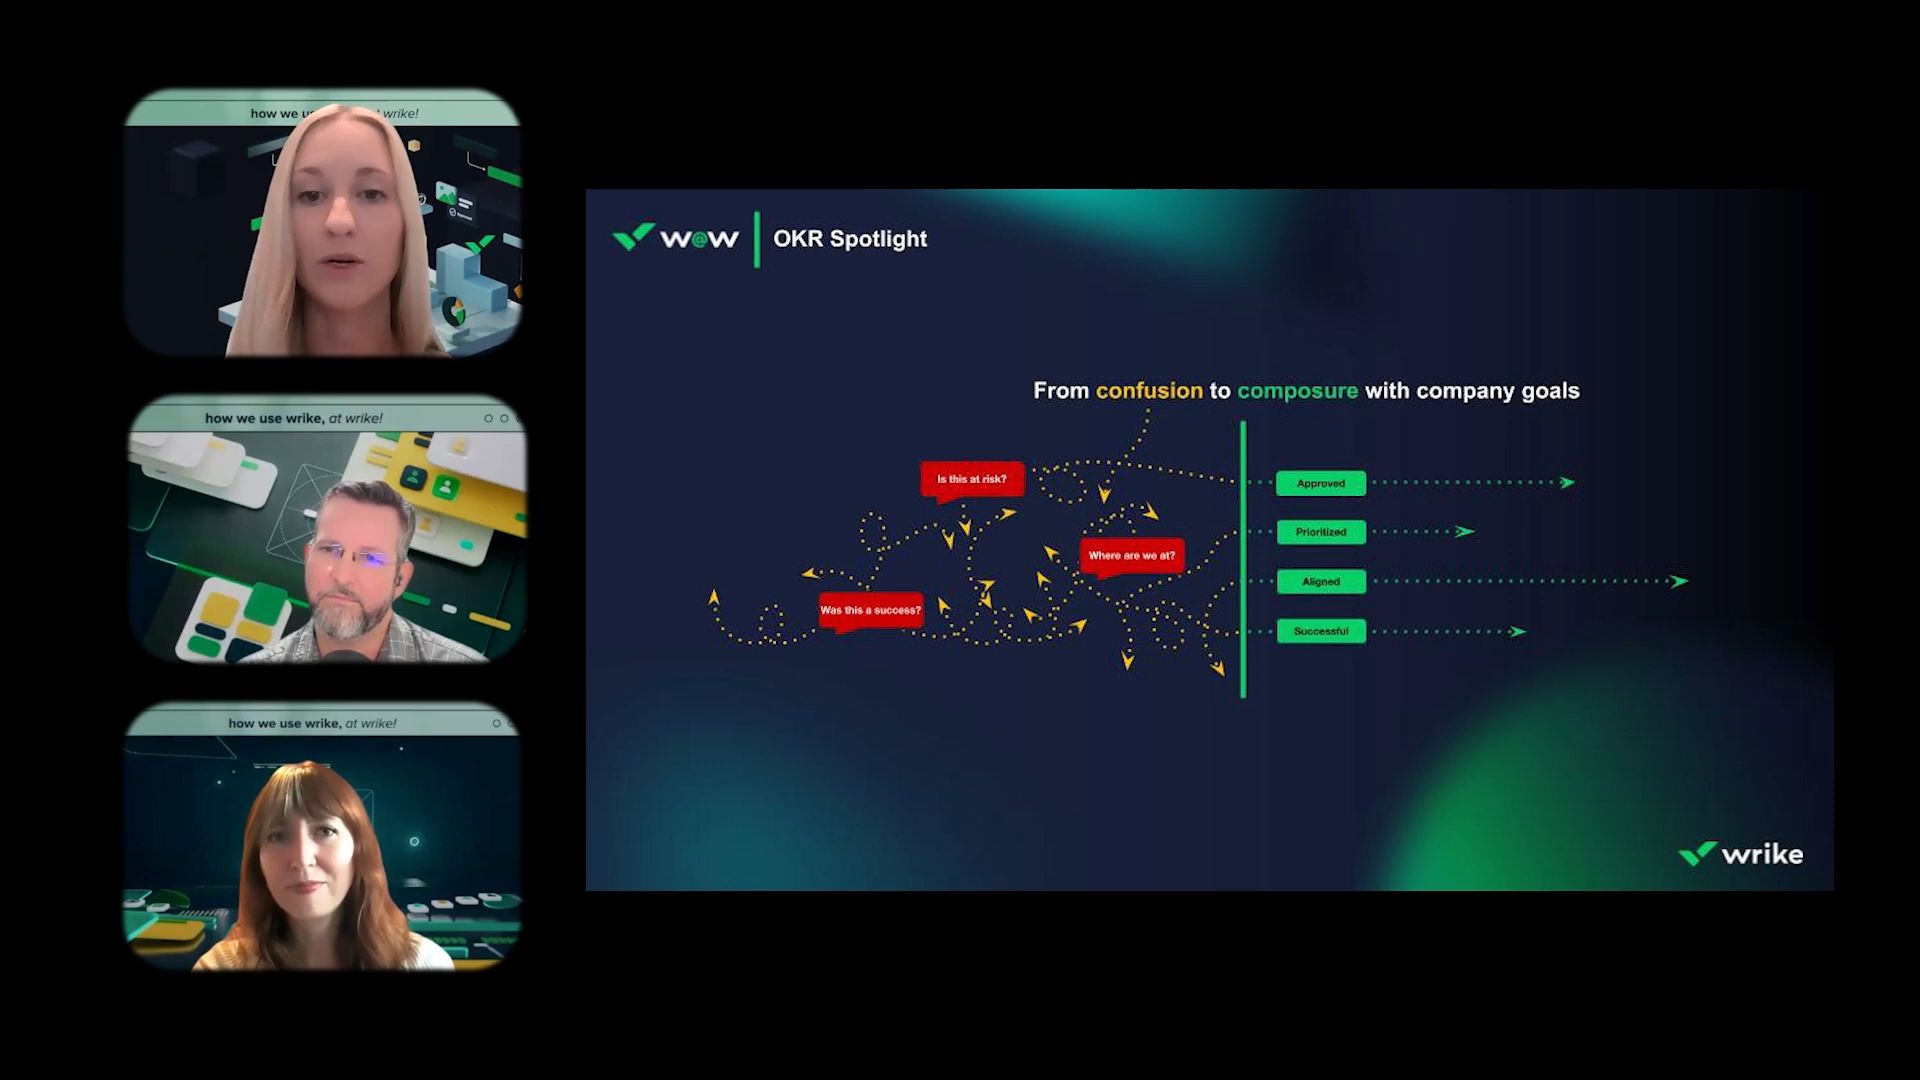 how we u
t wrike!
how we use wrike, at wrike!
how we use wrike, at wrike!
w@w
OKR Spotlight
From confusion to composure with company goals
Is this at risk?
Where are we at?
Was this a success?
Approved
Prioritized
Aligned
Successful
wrike